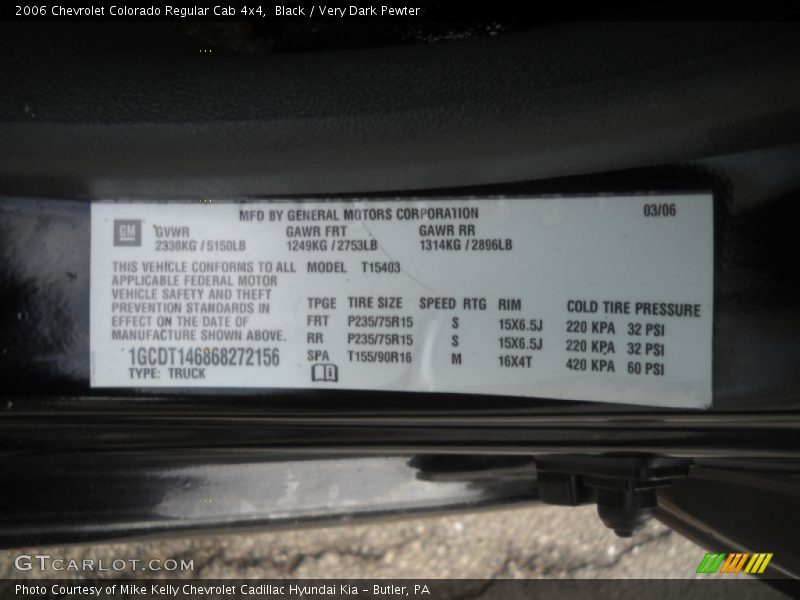 2006 Chevrolet Colorado Regular Cab 4x4, Black / Very Dark Pewter
MFD BY GENERAL MOTORS CORPORATION 03/06
GM
GVWR GAWR FRT GAWR RR
2336KG / 5150LB 1249KG / 2753LB 1314KG / 2896LB
THIS VEHICLE CONFORMS TO ALL MODEL T15403
APPLICABLE FEDERAL MOTOR
VEHICLE SAFETY AND THEFT
PREVENTION STANDARDS IN
EFFECT ON THE DATE OF
MANUFACTURE SHOWN ABOVE.
1GCDT146868272156
TYPE: TRUCK
TPGE TIRE SIZE SPEED RTG RIM COLD TIRE PRESSURE
FRT P235/75R15 S 15X6.5J 220 KPA 32 PSI
RR P235/75R15 S 15X6.5J 220 KPA 32 PSI
SPA T155/90R16 M 16X4T 420 KPA 60 PSI
GTCARLOT.COM
Photo Courtesy of Mike Kelly Chevrolet Cadillac Hyundai Kia – Butler, PA